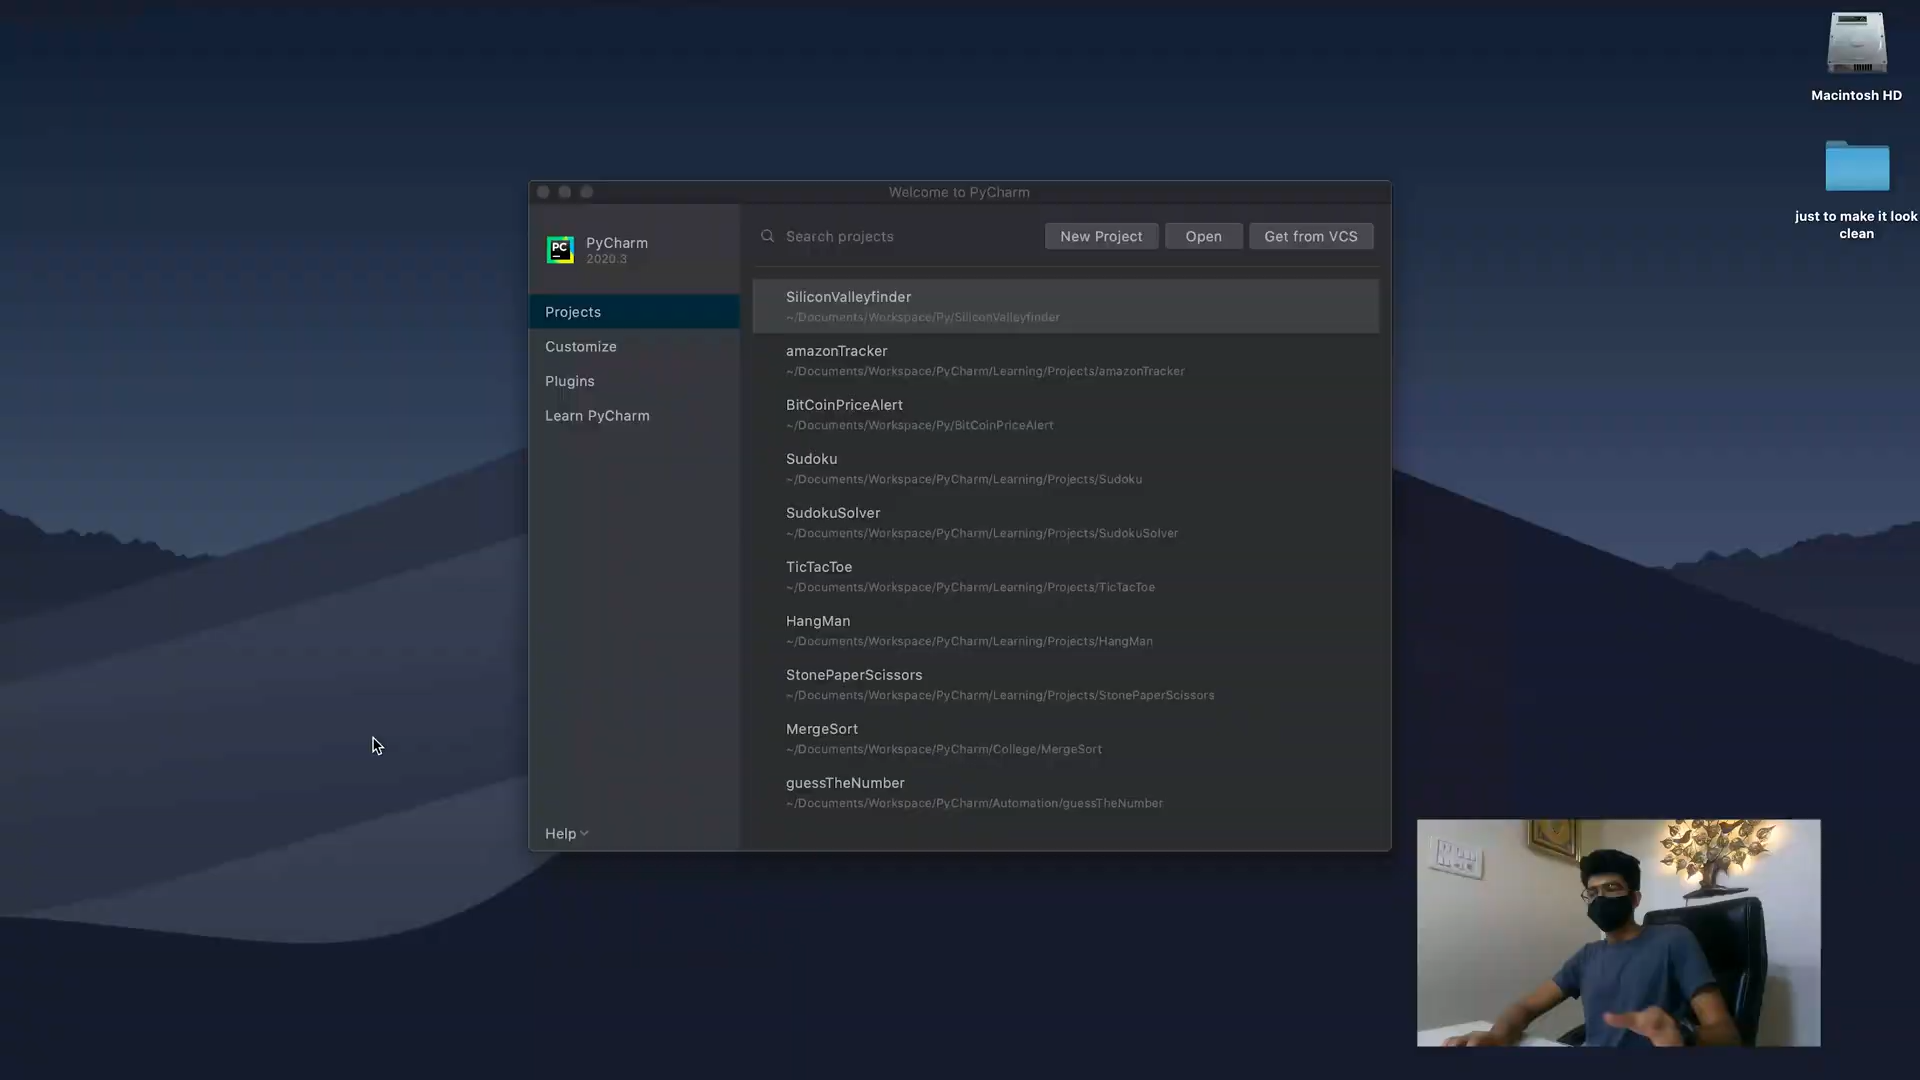 Macintosh HD
just to make it look
clean
Welcome to PyCharm
PC
PyCharm
2020.3
Search projects
New Project
Open
Get from VCS
Projects
Customize
Plugins
Learn PyCharm
Help
SiliconValleyfinder
~/Documents/Workspace/Py/SiliconValleyfinder
amazonTracker
~/Documents/Workspace/PyCharm/Learning/Projects/amazonTracker
BitCoinPriceAlert
~/Documents/Workspace/Py/BitCoinPriceAlert
Sudoku
~/Documents/Workspace/PyCharm/Learning/Projects/Sudoku
SudokuSolver
~/Documents/Workspace/PyCharm/Learning/Projects/SudokuSolver
TicTacToe
~/Documents/Workspace/PyCharm/Learning/Projects/TicTacToe
HangMan
~/Documents/Workspace/PyCharm/Learning/Projects/HangMan
StonePaperScissors
~/Documents/Workspace/PyCharm/Learning/Projects/StonePaperScissors
MergeSort
~/Documents/Workspace/PyCharm/College/MergeSort
guessTheNumber
~/Documents/Workspace/PyCharm/Automation/guessTheNumber